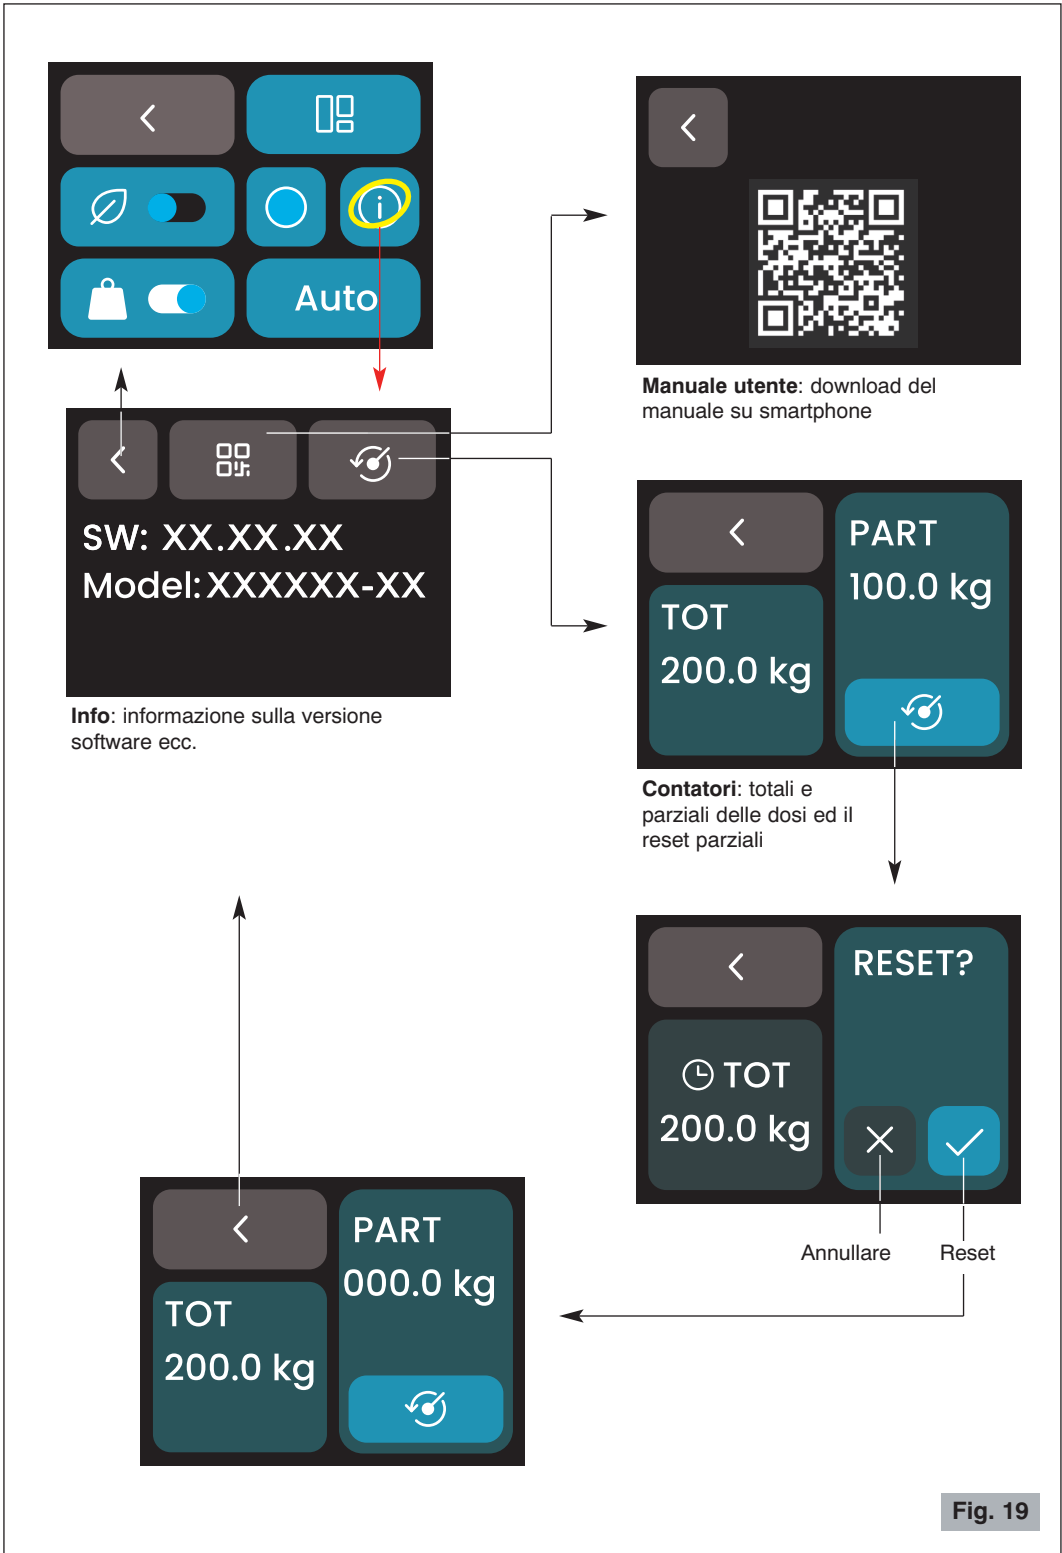 Auto
Manuale utente: download del
manuale su smartphone
SW: XX.XX.XX
Model: XXXXXX-XX
Info: informazione sulla versione
software ecc.
PART
100.0 kg
TOT
200.0 kg
Contatori: totali e
parziali delle dosi ed il
reset parziali
RESET?
TOT
200.0 kg
Annullare
Reset
PART
000.0 kg
TOT
200.0 kg
Fig. 19